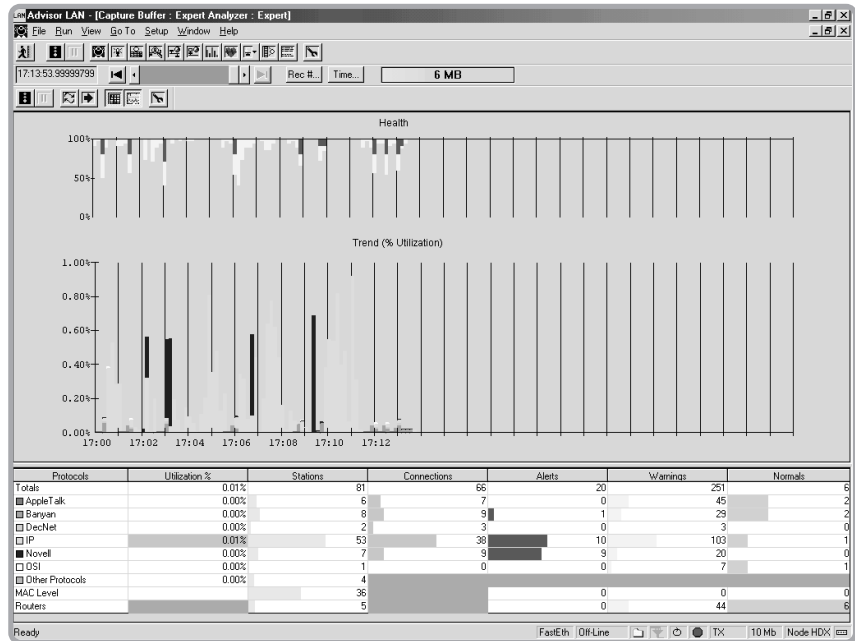 LAN Advisor LAN - [Capture Buffer : Expert Analyzer : Expert]
File Run View Go To Setup Window Help
17:13:53.99999799 Rec #... Time... 6 MB
Health
100%
50%
0%
Trend (% Utilization)
1.00%
0.80%
0.60%
0.40%
0.20%
0.00%
17:00 17:02 17:04 17:06 17:08 17:10 17:12
Protocols Utilization % Stations Connections Alerts Warnings Normals
Totals 0.01% 81 66 20 251 6
AppleTalk 0.00% 6 7 0 45 2
Banyan 0.00% 8 9 1 29 2
DecNet 0.00% 2 3 0 3 0
IP 0.01% 53 38 10 103 1
Novell 0.00% 7 9 9 20 0
OSI 0.00% 1 0 0 7 1
Other Protocols 0.00% 4
MAC Level 36 0 0 0
Routers 5 0 44 6
Ready FastEth Off-Line TX 10 Mb Node HDX